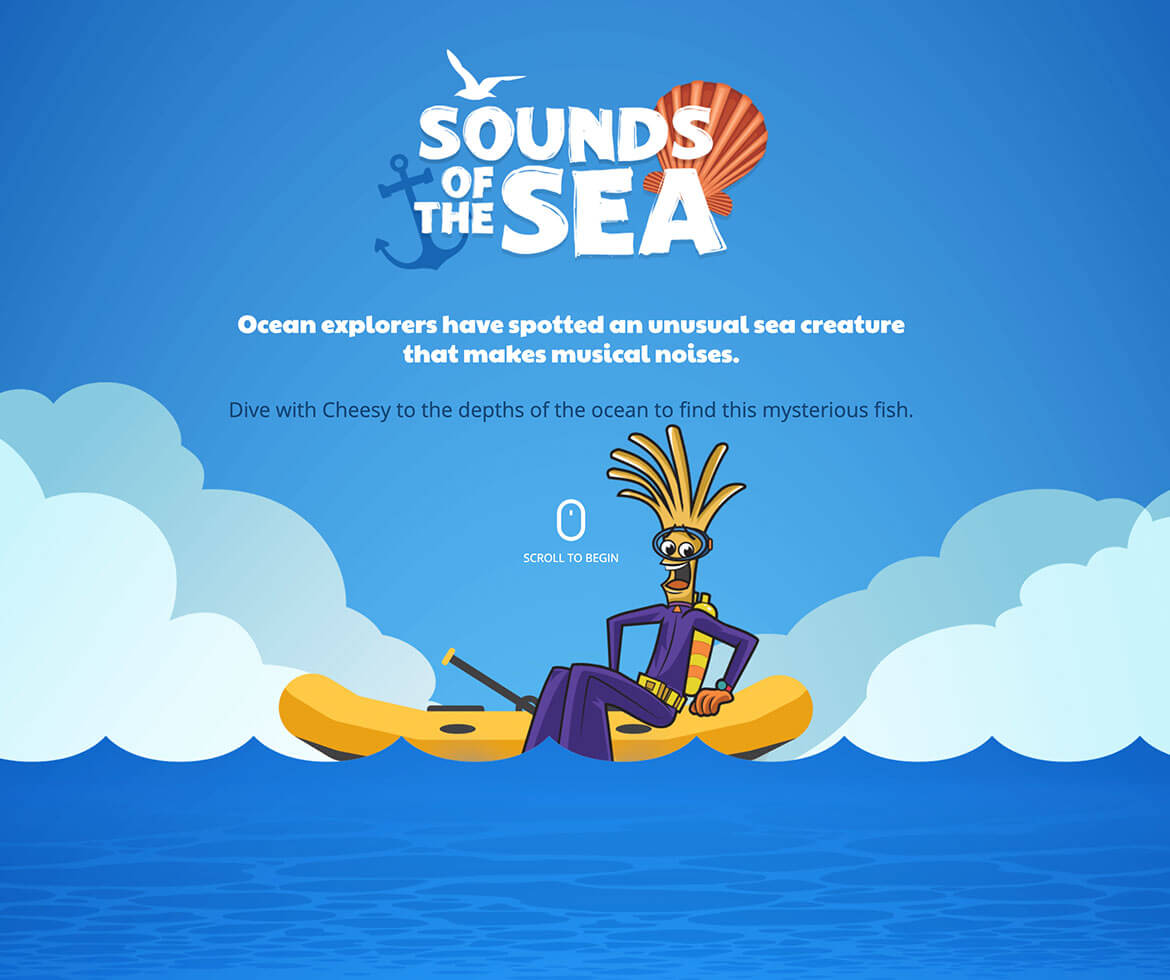 SOUNDS
OF
THE SEA
Ocean explorers have spotted an unusual sea creature
that makes musical noises.
Dive with Cheesy to the depths of the ocean to find this mysterious fish.
SCROLL TO BEGIN